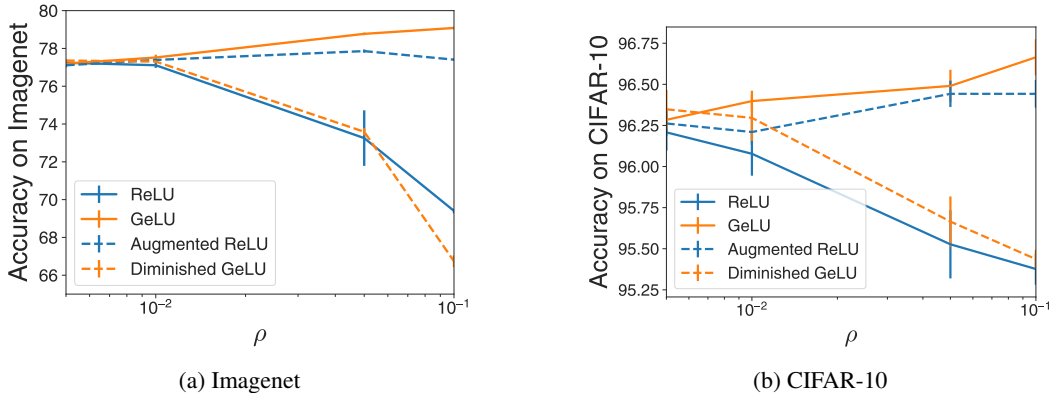 Accuracy on Imagenet
80
78
76
74
72
70
68
66
ReLU
GeLU
Augmented ReLU
Diminished GeLU
10⁻²
10⁻¹
ρ
(a) Imagenet
Accuracy on CIFAR-10
96.75
96.50
96.25
96.00
95.75
95.50
95.25
ReLU
GeLU
Augmented ReLU
Diminished GeLU
10⁻²
10⁻¹
ρ
(b) CIFAR-10